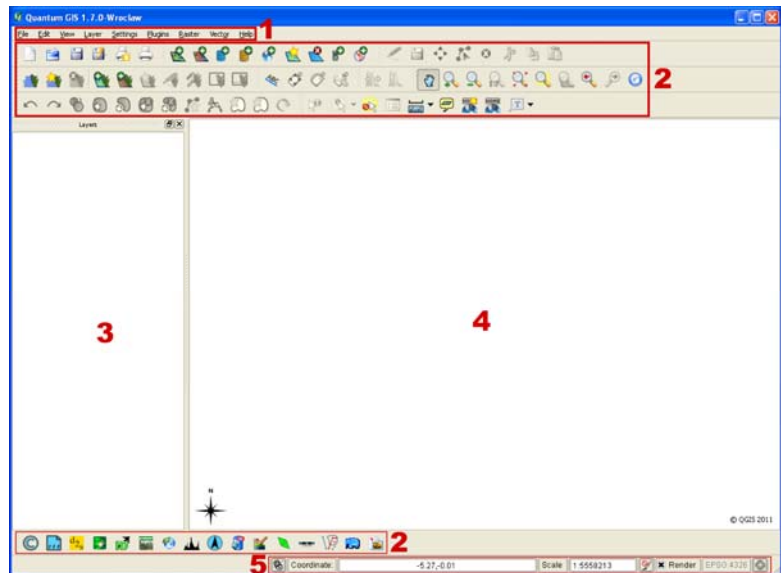 Quantum GIS 1.7.0-Wroclaw
File Edit View Layer Settings Plugins Raster Vector Help 1
2
Layers
3
4
N
© QGIS 2011
2
5 Coordinate: -5.27,-0.01 Scale 1:5558213 Render EPSG:4326